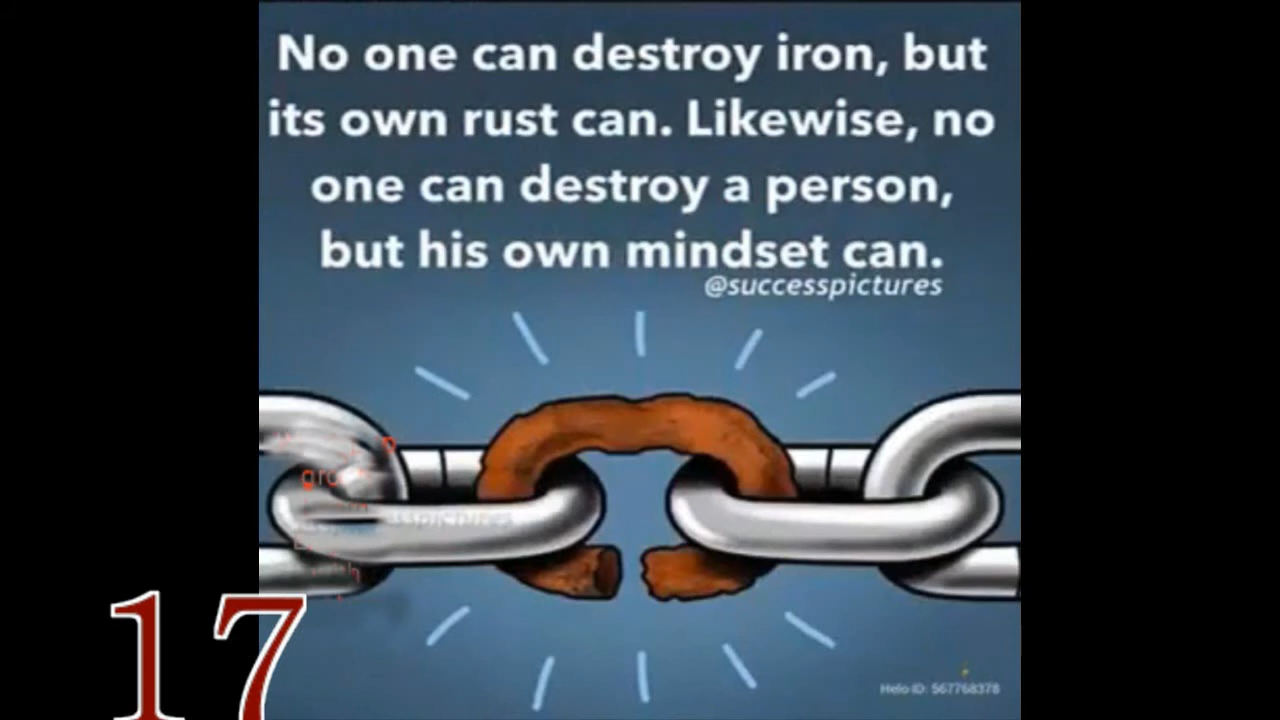 No one can destroy iron, but
its own rust can. Likewise, no
one can destroy a person,
but his own mindset can.
@successpictures
17
Helo ID: 567768378